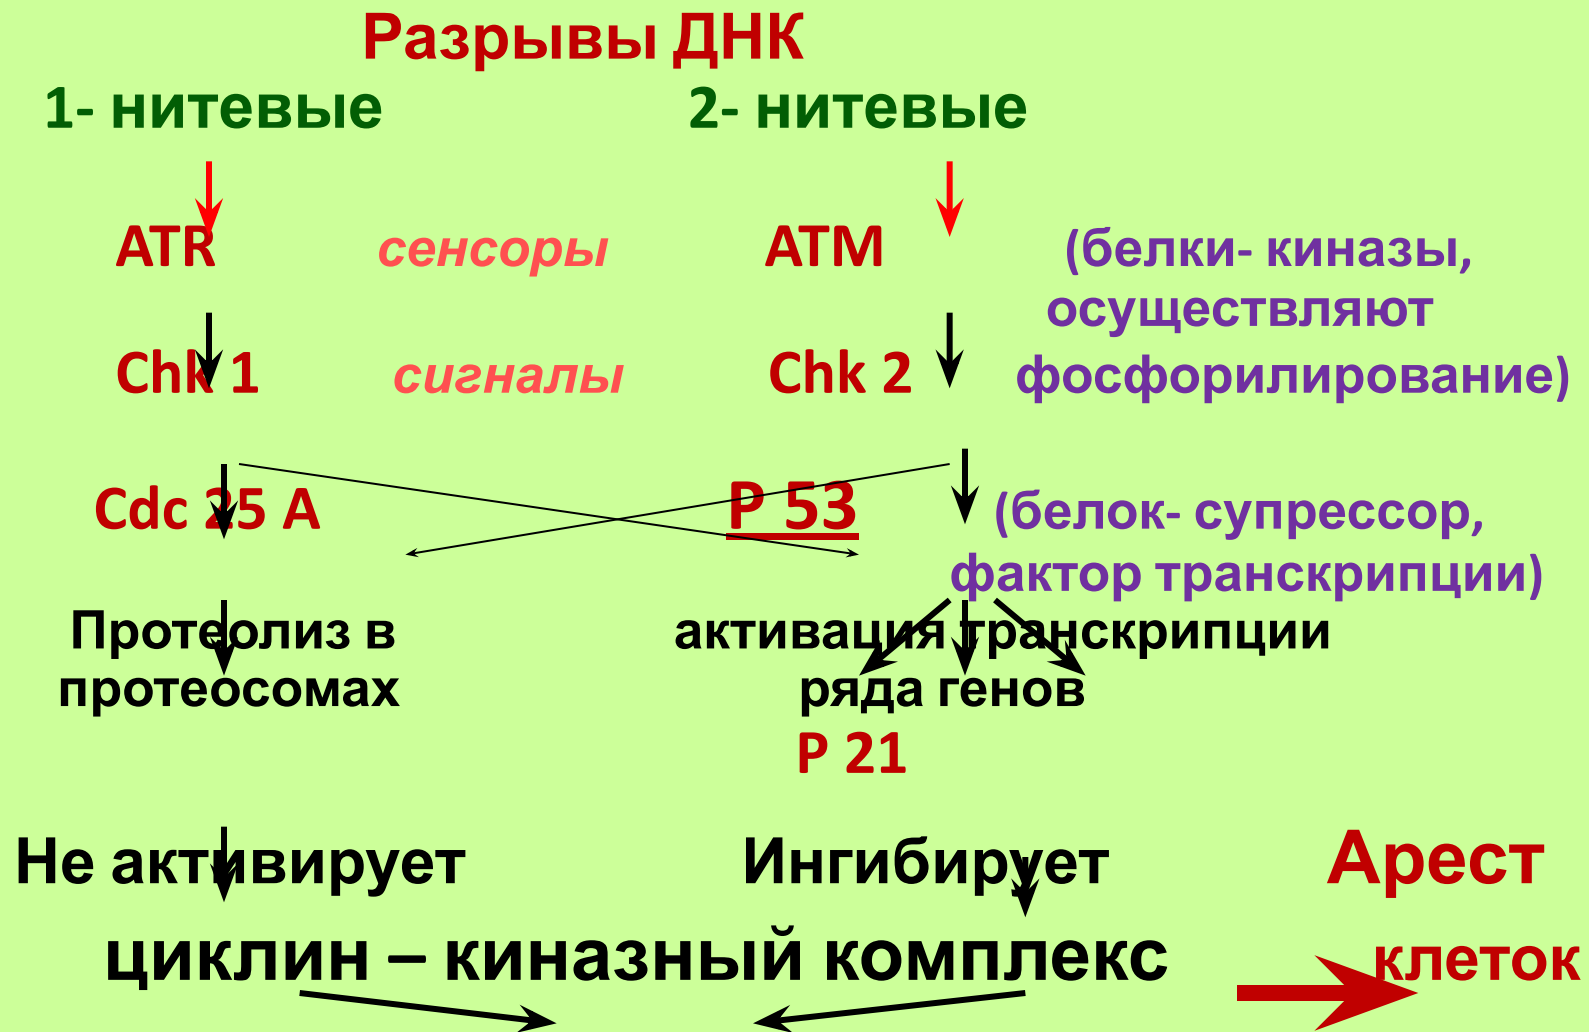 Разрывы ДНК
1- нитевые 2- нитевые
ATR сенсоры ATM (белки- киназы,
осуществляют
Chk 1 сигналы Chk 2 фосфорилирование)
Cdc 25 A P 53 (белок- супрессор,
фактор транскрипции)
Протеолиз в активация транскрипции
протеосомах ряда генов
P 21
Не активирует Ингибирует Арест
циклин – киназный комплекс клеток